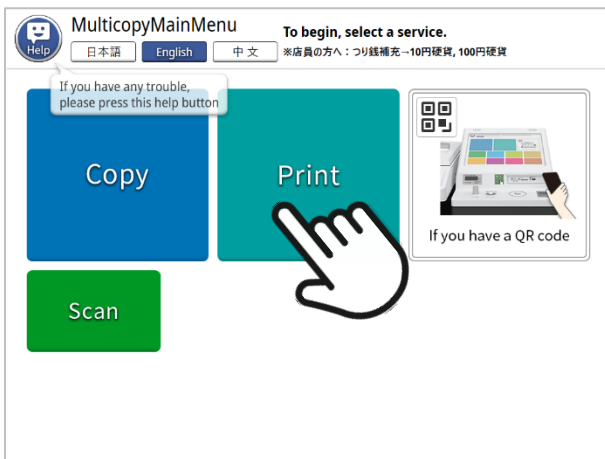 MulticopyMainMenu
To begin, select a service.
Help
日本語
English
中 文
※店員の方へ：つり銭補充→10円硬貨, 100円硬貨
If you have any trouble,
please press this help button
Copy
Print
If you have a QR code
Scan